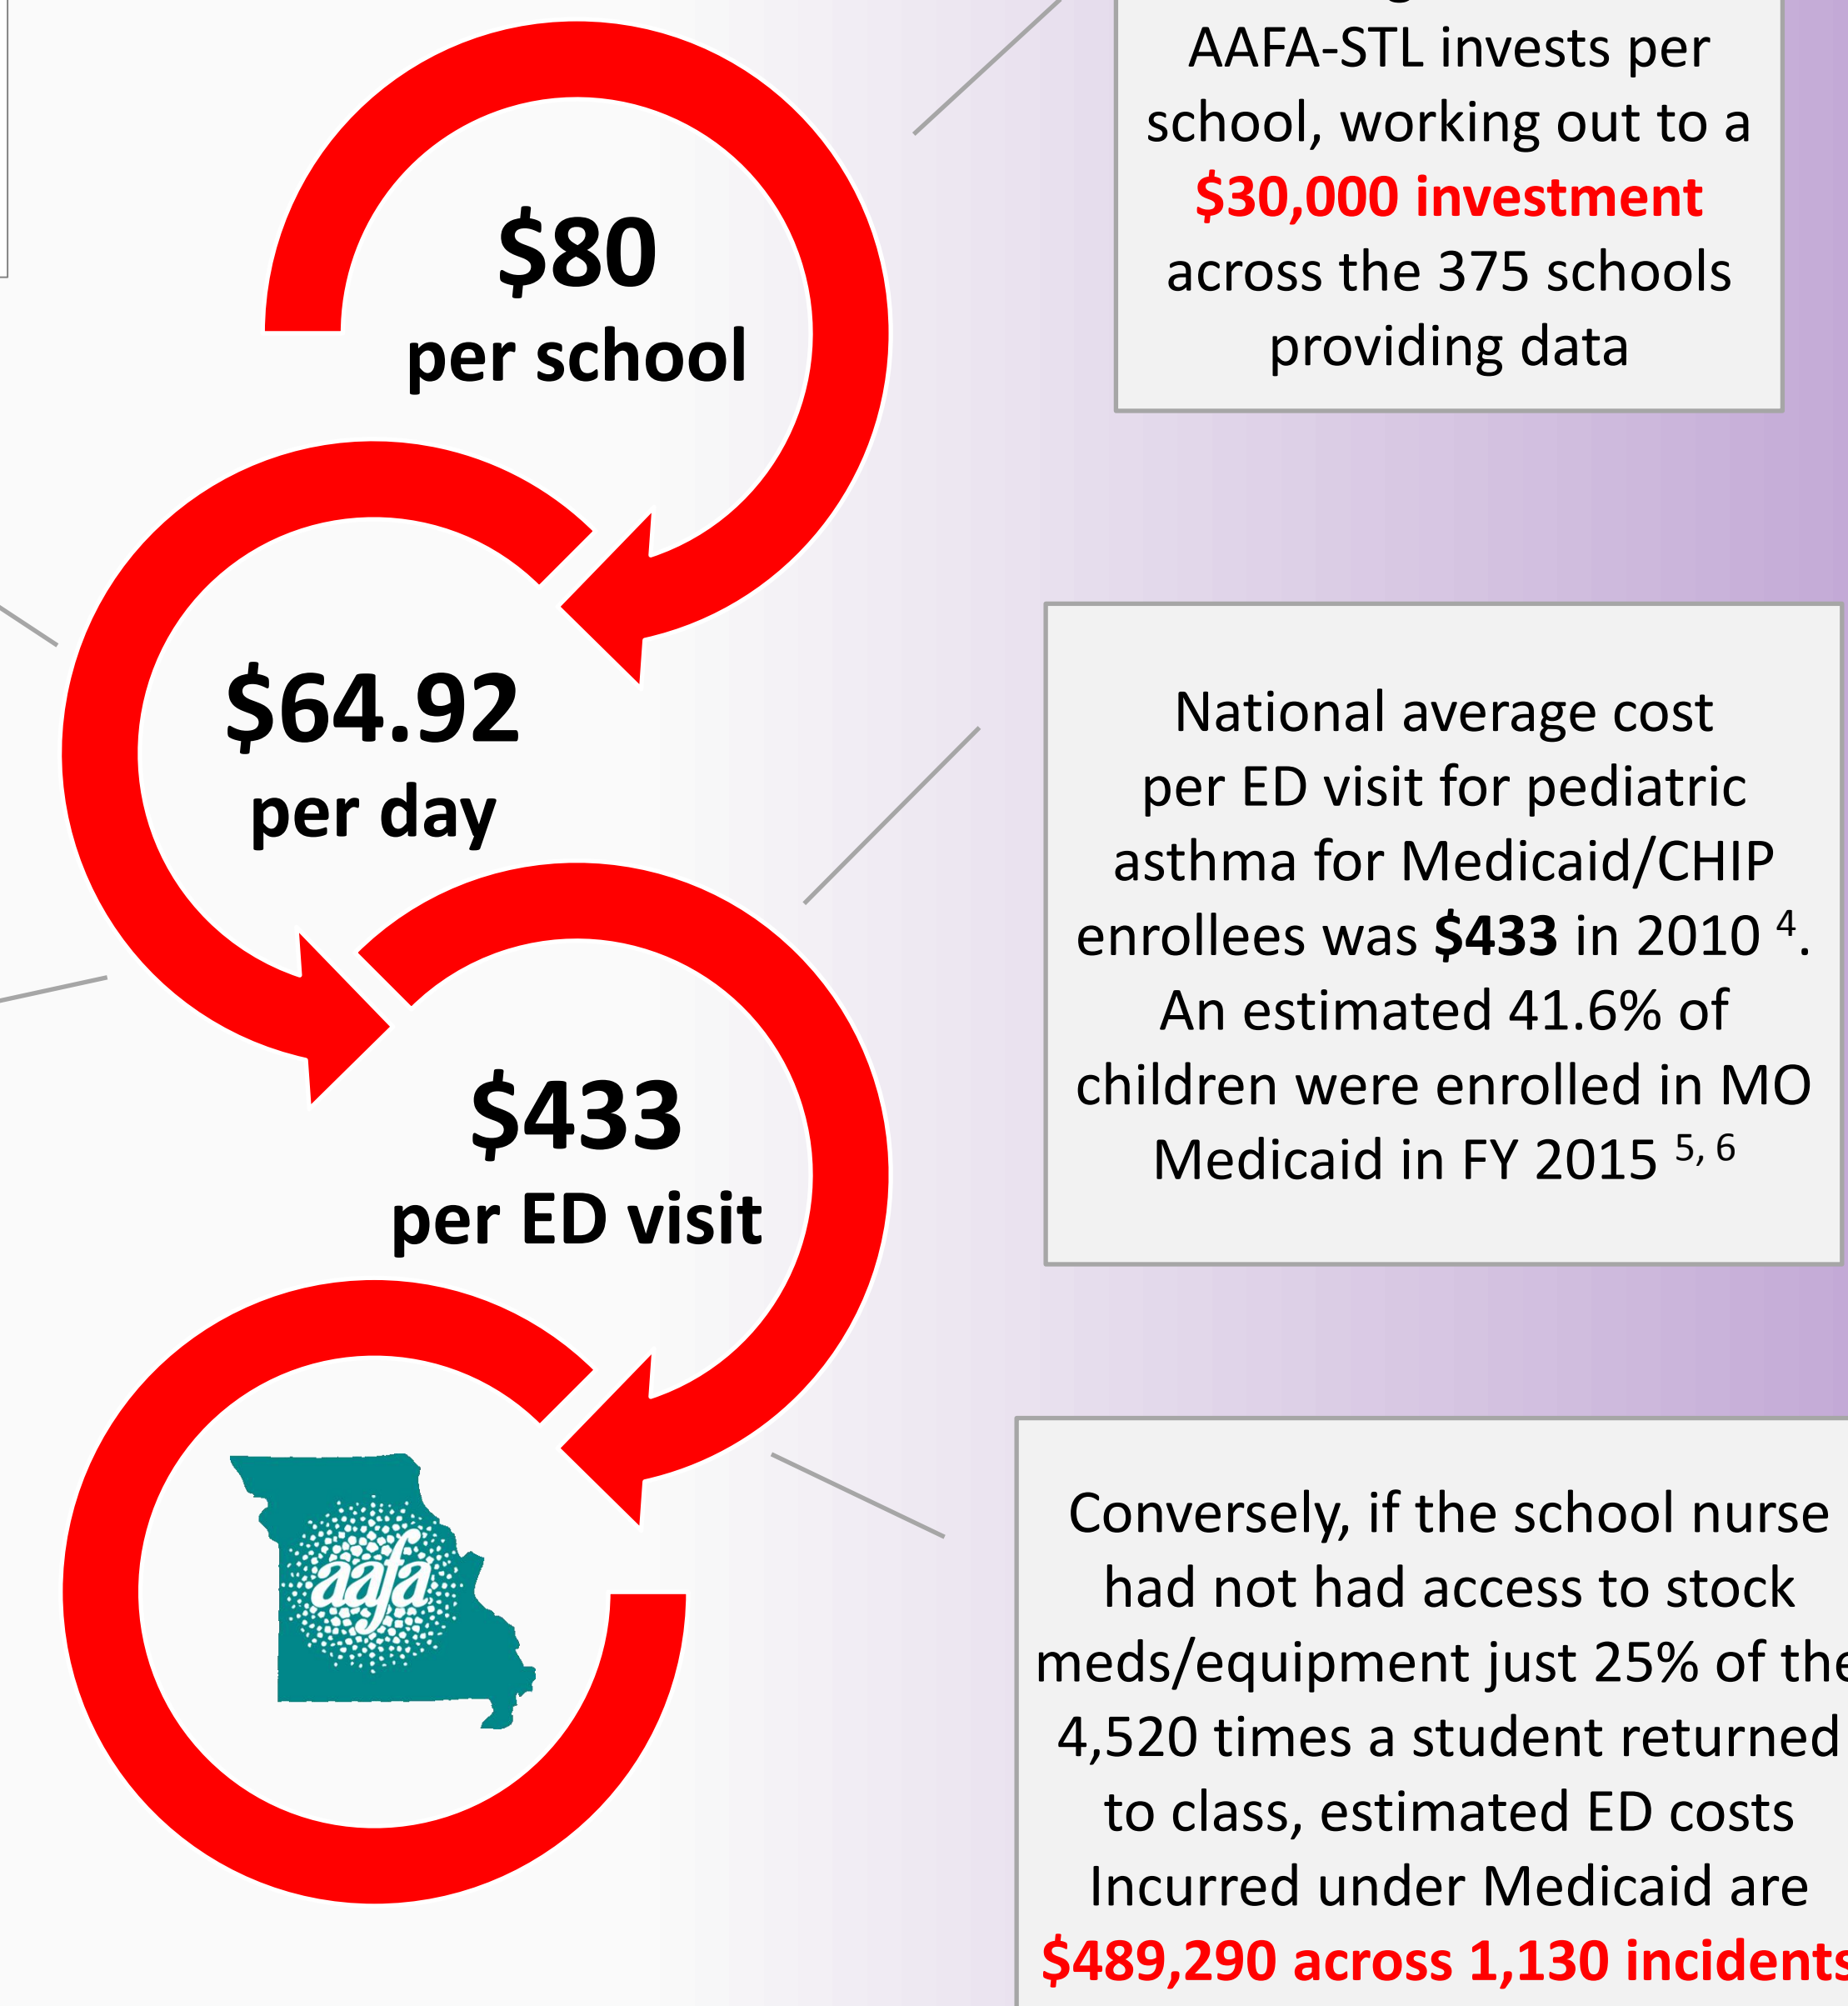 AAFA-STL invests per
school, working out to a
$30,000 investment
across the 375 schools
providing data
$80
per school
$64.92
per day
National average cost
per ED visit for pediatric
asthma for Medicaid/CHIP
enrollees was $433 in 2010 4.
An estimated 41.6% of
children were enrolled in MO
Medicaid in FY 2015 5, 6
$433
per ED visit
aafa
Conversely, if the school nurse
had not had access to stock
meds/equipment just 25% of the
4,520 times a student returned
to class, estimated ED costs
Incurred under Medicaid are
$489,290 across 1,130 incidents